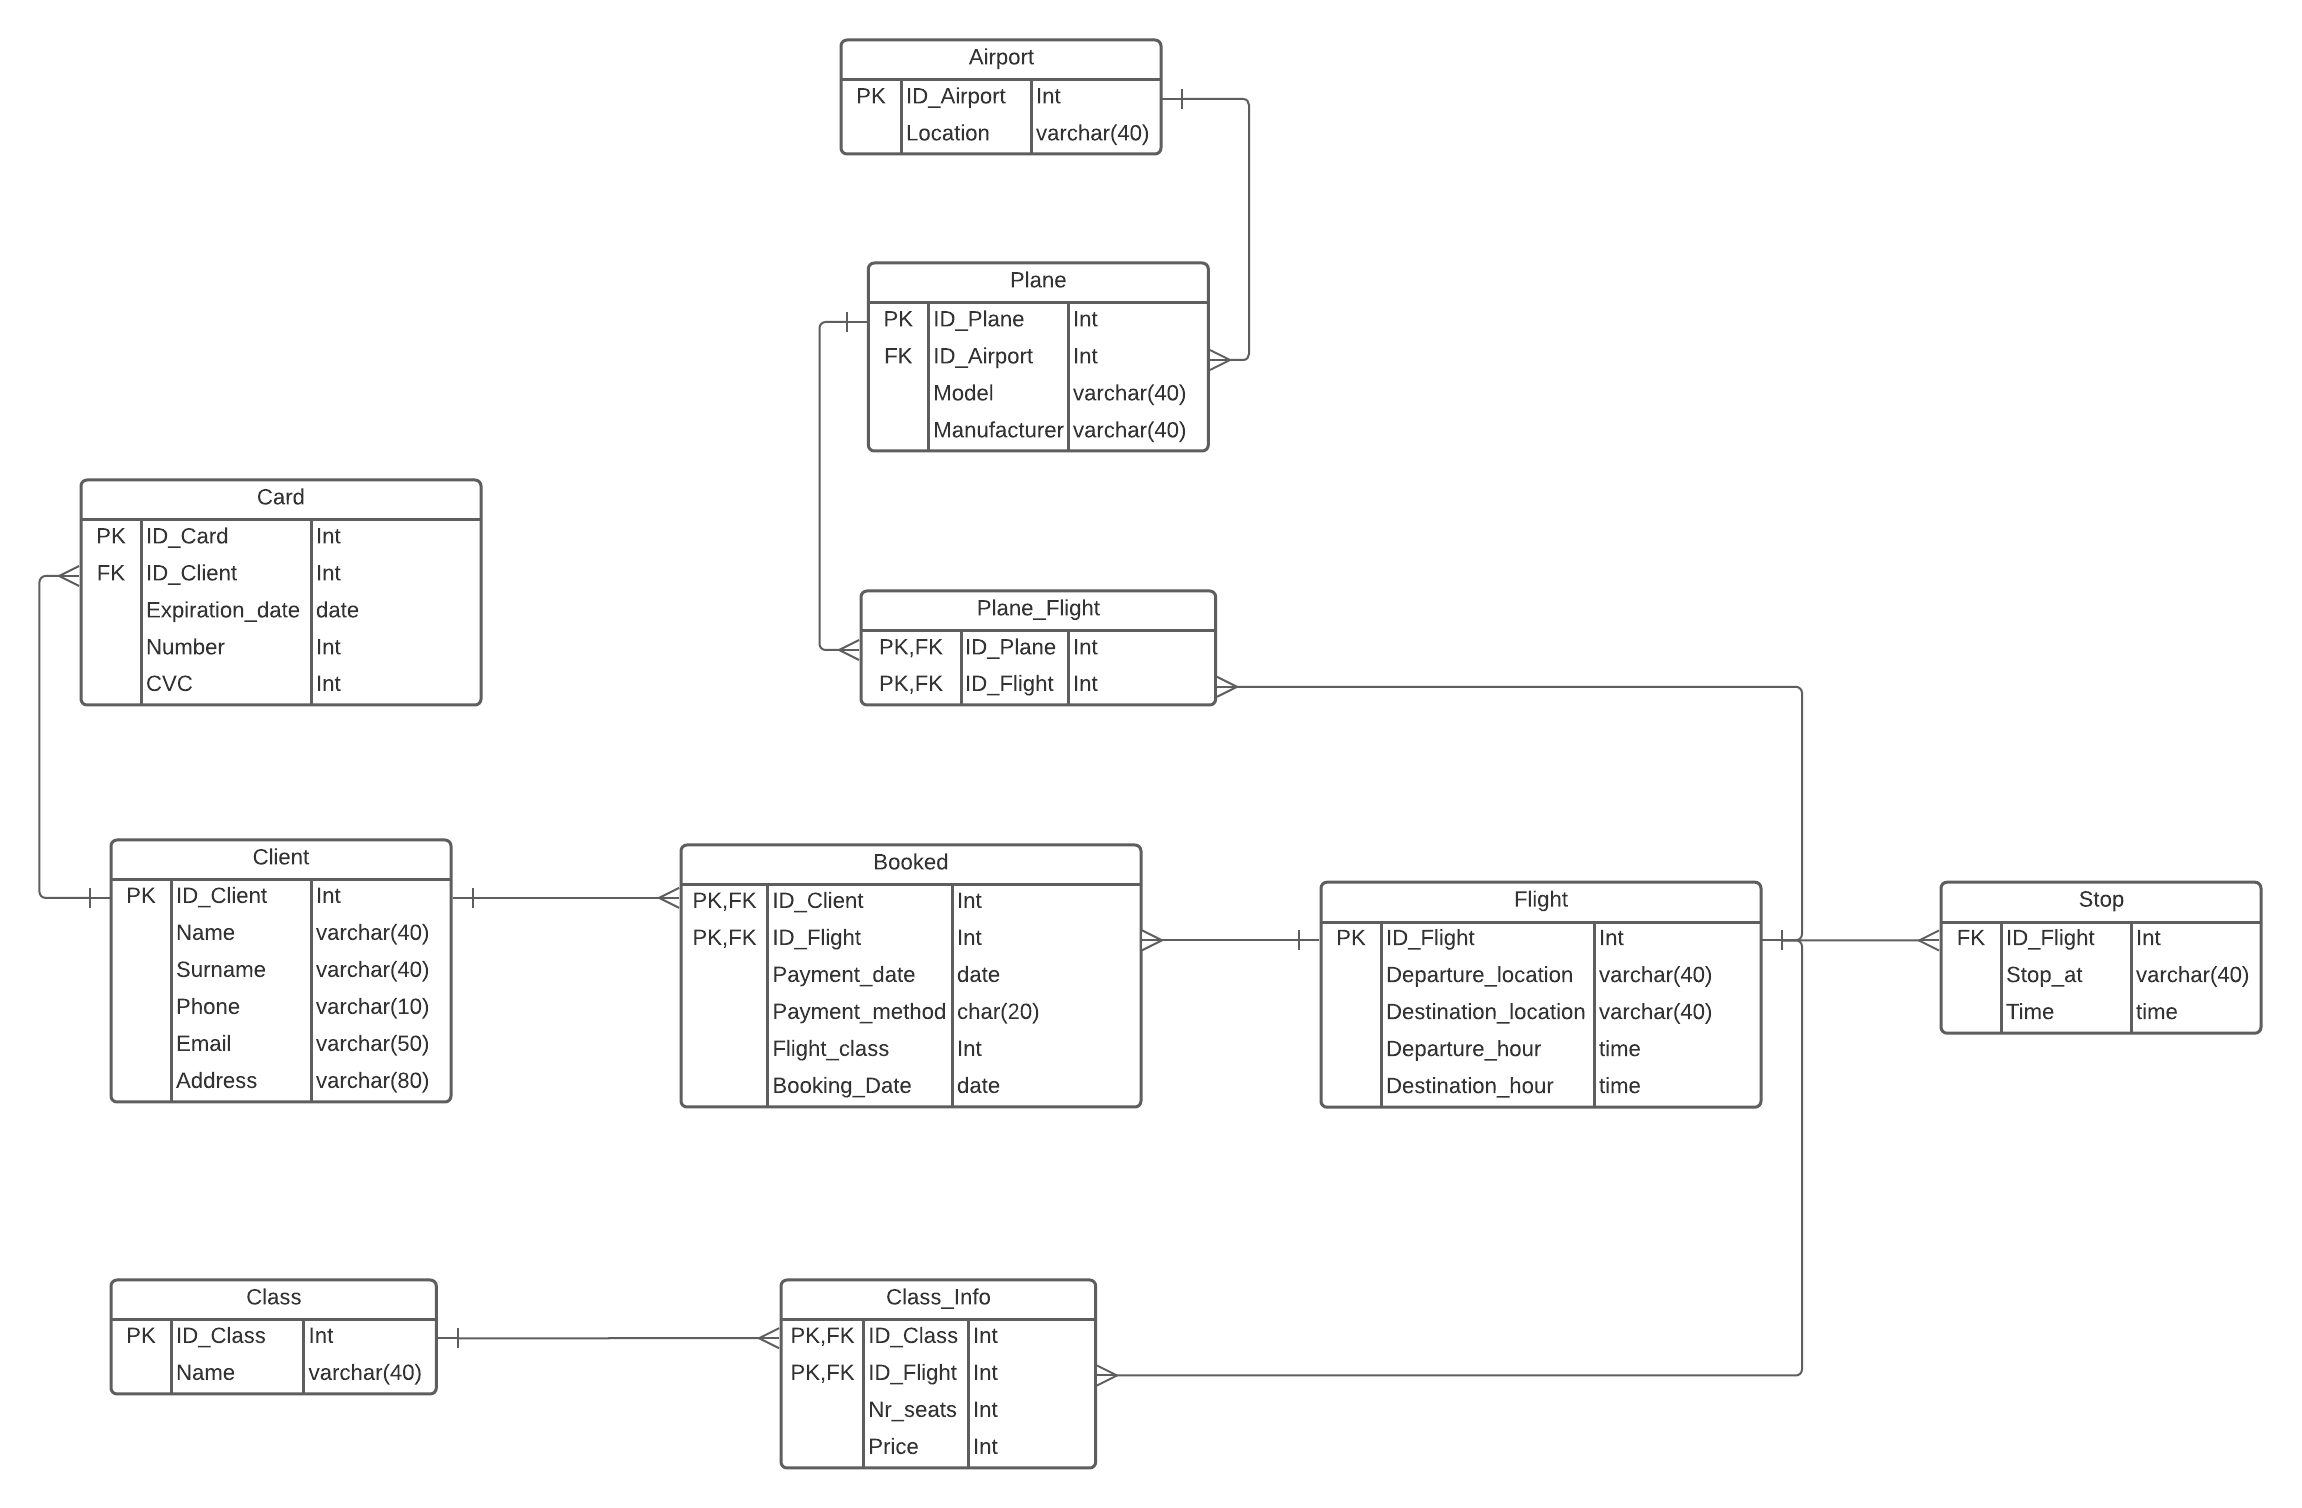 Airport
PK ID_Airport Int
Location varchar(40)
Plane
PK ID_Plane Int
FK ID_Airport Int
Model varchar(40)
Manufacturer varchar(40)
Card
PK ID_Card Int
FK ID_Client Int
Expiration_date date
Number Int
CVC Int
Plane_Flight
PK,FK ID_Plane Int
PK,FK ID_Flight Int
Client
PK ID_Client Int
Name varchar(40)
Surname varchar(40)
Phone varchar(10)
Email varchar(50)
Address varchar(80)
Booked
PK,FK ID_Client Int
PK,FK ID_Flight Int
Payment_date date
Payment_method char(20)
Flight_class Int
Booking_Date date
Flight
PK ID_Flight Int
Departure_location varchar(40)
Destination_location varchar(40)
Departure_hour time
Destination_hour time
Stop
FK ID_Flight Int
Stop_at varchar(40)
Time time
Class
PK ID_Class Int
Name varchar(40)
Class_Info
PK,FK ID_Class Int
PK,FK ID_Flight Int
Nr_seats Int
Price Int